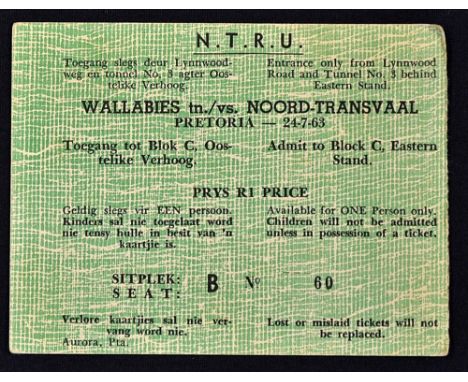 N.T.R.U.
Toegang slegs deur Lynnwood-
weg en tonnel No. 3 agter Oos-
telike Verhoog.
Entrance only from Lynnwood
Road and Tunnel No. 3 behind
Eastern Stand.
WALLABIES tn./vs. NOORD-TRANSVAAL
PRETORIA — 24-7-63
Toegang tot Blok C, Oos-
telike Verhoog.
Admit to Block C, Eastern
Stand.
PRYS R1 PRICE
Geldig slegs vir EEN persoon.
Kinders sal nie toegelaat word
nie tensy hulle in besit van 'n
kaartjie is.
Available for ONE Person only.
Children will not be admitted
unless in possession of a ticket.
SITPLEK:
SEAT:
B No 60
Verlore kaartjies sal nie ver-
vang word nie.
Aurora, Pta.
Lost or mislaid tickets will not
be replaced.